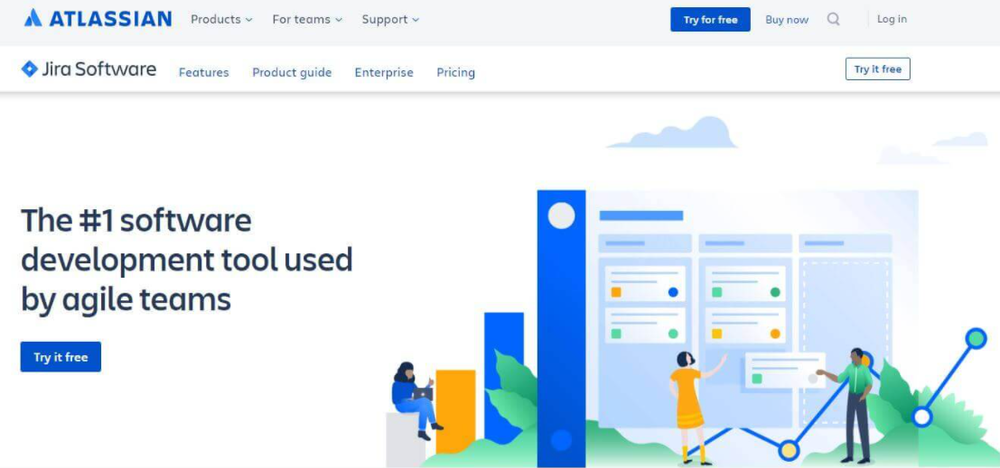 ATLASSIAN Products For teams Support Try for free Buy now Log in
Jira Software Features Product guide Enterprise Pricing Try it free
The #1 software
development tool used
by agile teams
Try it free